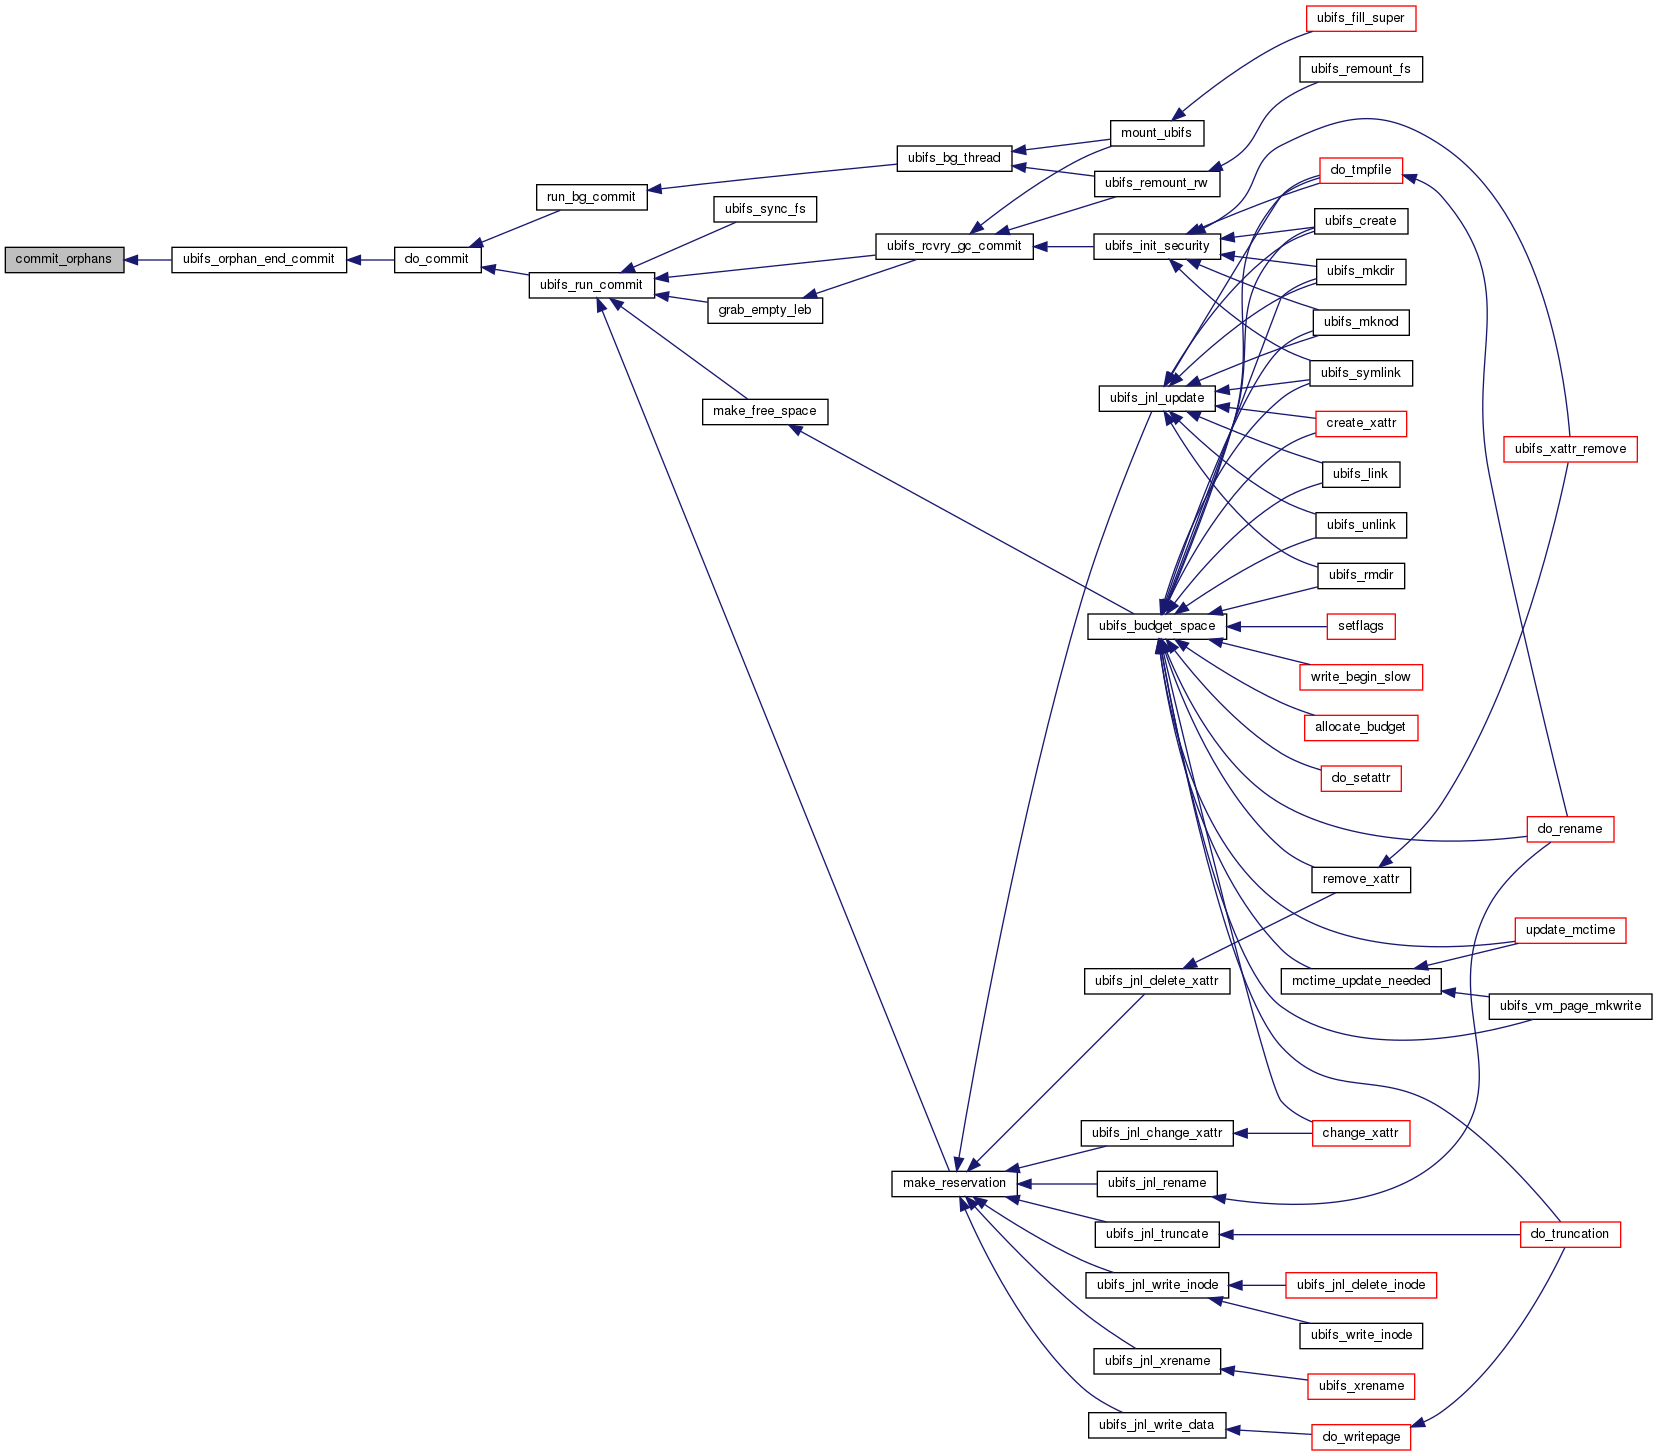 ubifs_fill_super
ubifs_remount_fs
mount_ubifs
ubifs_bg_thread
do_tmpfile
ubifs_remount_rw
run_bg_commit
ubifs_sync_fs
ubifs_create
ubifs_rcvry_gc_commit
ubifs_init_security
commit_orphans
ubifs_orphan_end_commit
do_commit
ubifs_mkdir
ubifs_run_commit
grab_empty_leb
ubifs_mknod
ubifs_symlink
ubifs_jnl_update
make_free_space
create_xattr
ubifs_xattr_remove
ubifs_link
ubifs_unlink
ubifs_rmdir
ubifs_budget_space
setflags
write_begin_slow
allocate_budget
do_setattr
do_rename
remove_xattr
update_mctime
ubifs_jnl_delete_xattr
mctime_update_needed
ubifs_vm_page_mkwrite
ubifs_jnl_change_xattr
change_xattr
make_reservation
ubifs_jnl_rename
ubifs_jnl_truncate
do_truncation
ubifs_jnl_write_inode
ubifs_jnl_delete_inode
ubifs_write_inode
ubifs_jnl_xrename
ubifs_xrename
ubifs_jnl_write_data
do_writepage